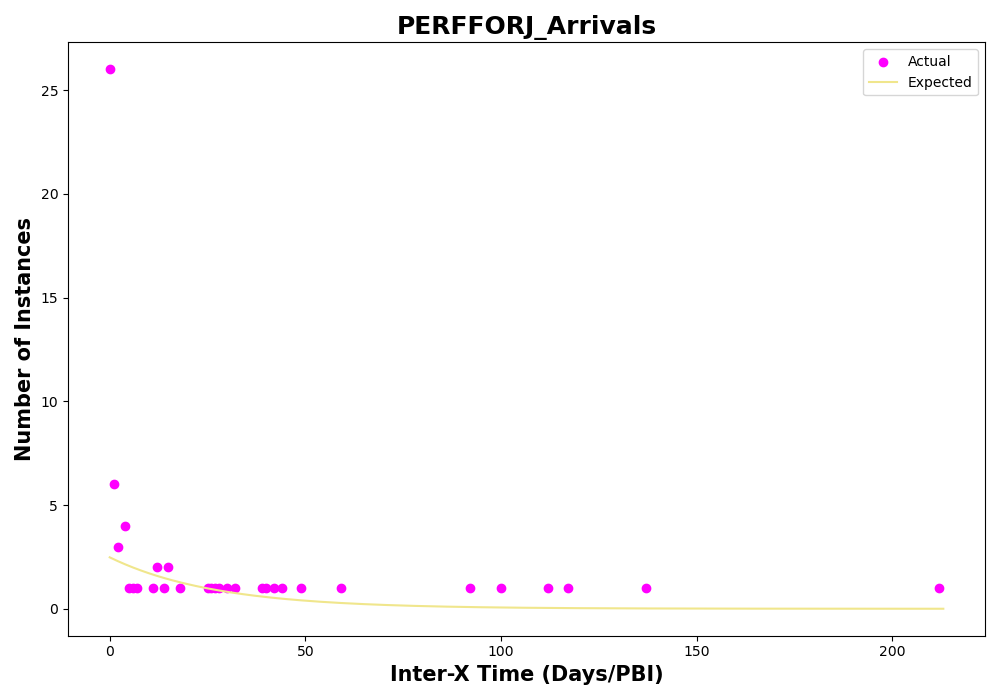 PERFFORJ_Arrivals
Actual
Expected
Number of Instances
25
20
15
10
5
0
0
50
100
150
200
Inter-X Time (Days/PBI)